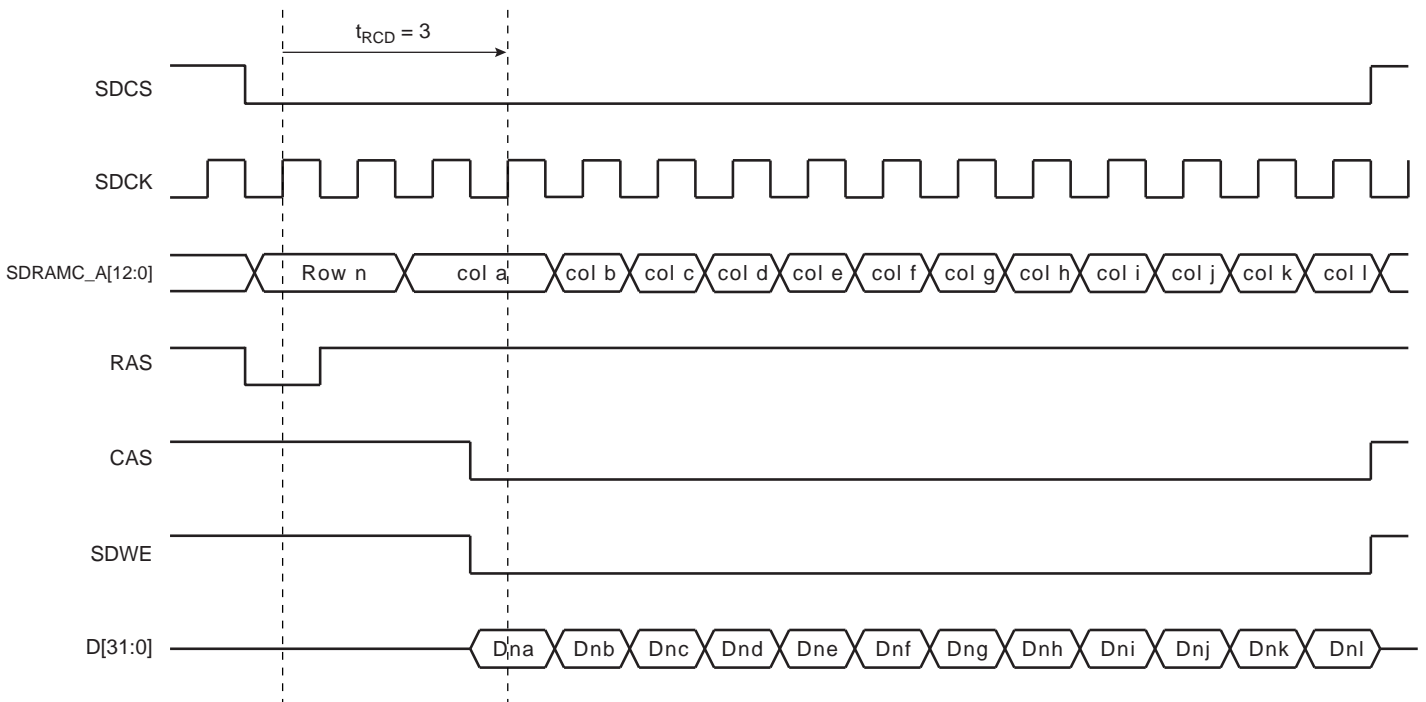 tRCD = 3
SDCS
SDCK
SDRAMC_A[12:0] Row n col a col b col c col d col e col f col g col h col i col j col k col l
RAS
CAS
SDWE
D[31:0] Dna Dnb Dnc Dnd Dne Dnf Dng Dnh Dni Dnj Dnk Dnl